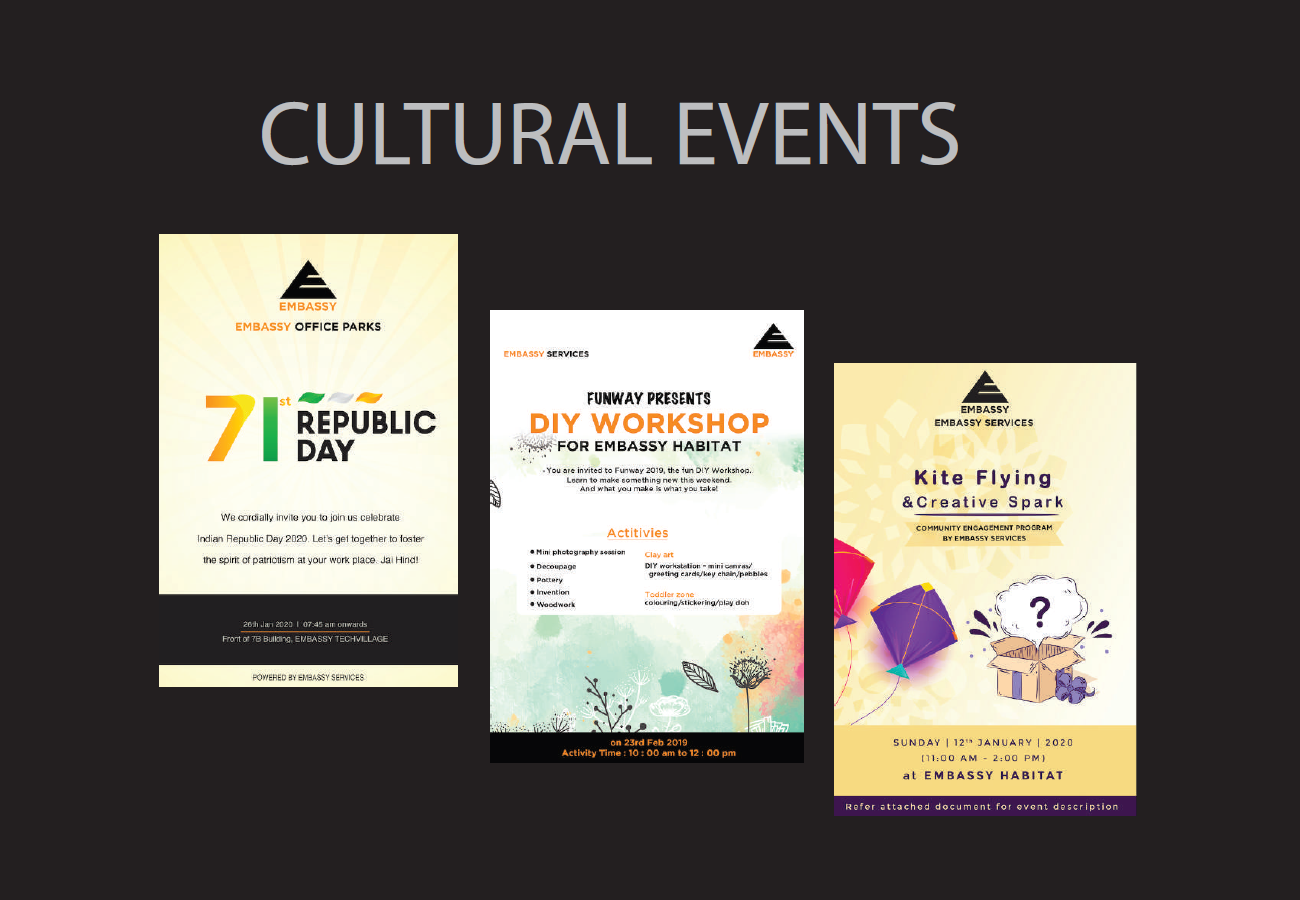 CULTURAL EVENTS
EMBASSY
EMBASSY OFFICE PARKS
71st REPUBLIC
DAY
We cordially invite you to join us celebrate
Indian Republic Day 2020. Let's get together to foster
the spirit of patriotism at your work place. Jai Hind!
26th Jan 2020 | 07:45 am onwards
Front of 7B Building, EMBASSY TECHVILLAGE
POWERED BY EMBASSY SERVICES
EMBASSY SERVICES
EMBASSY
FUNWAY PRESENTS
DIY WORKSHOP
FOR EMBASSY HABITAT
You are invited to Funway 2019, the fun DIY Workshop.
Learn to make something new this weekend.
And what you make is what you take!
Actitivies
• Mini photography session
• Decoupage
• Pottery
• Invention
• Woodwork
Clay art
DIY workstation - mini canvas/
greeting cards/key chain/pebbles
Toddler zone
colouring/stickering/play doh
on 23rd Feb 2019
Activity Time : 10 : 00 am to 12 : 00 pm
EMBASSY
EMBASSY SERVICES
Kite Flying
&Creative Spark
COMMUNITY ENGAGEMENT PROGRAM
BY EMBASSY SERVICES
?
SUNDAY | 12th JANUARY | 2020
(11:00 AM - 2:00 PM)
at EMBASSY HABITAT
Refer attached document for event description